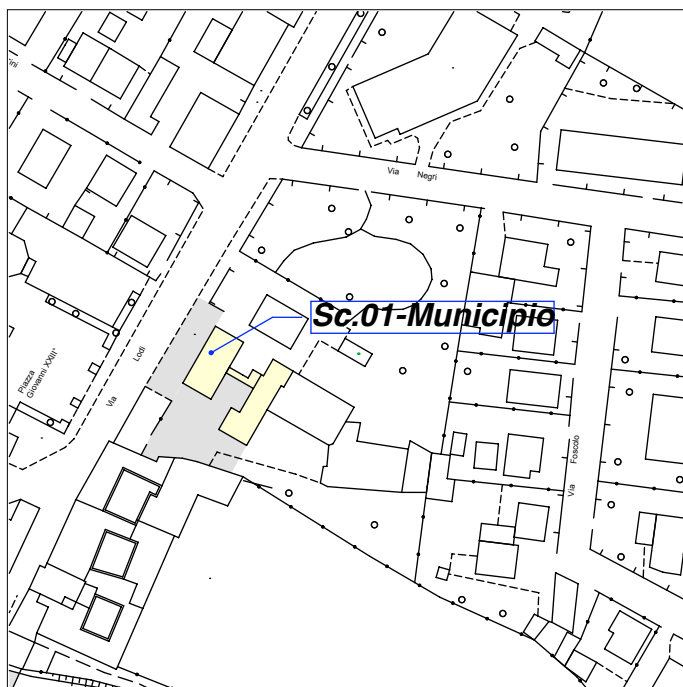 Via Negri
Sc.01-Municipio
Via Lodi
Piazza
Giovanni XXIII°
Via Foscolo